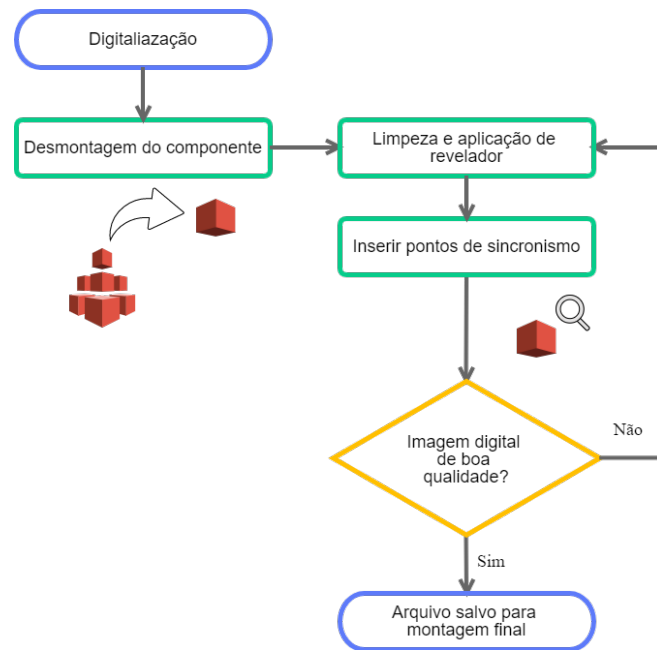 Digitaliazação
Desmontagem do componente
Limpeza e aplicação de
revelador
Inserir pontos de sincronismo
Imagem digital
de boa
qualidade?
Não
Sim
Arquivo salvo para
montagem final